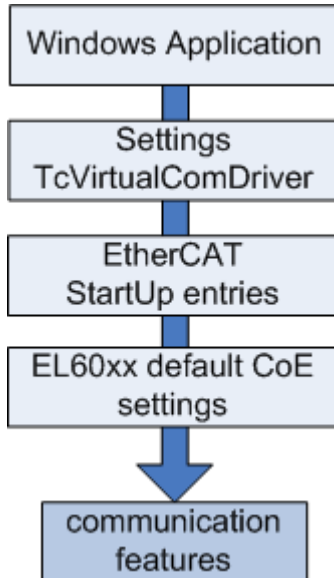 Windows Application
Settings
TcVirtualComDriver
EtherCAT
StartUp entries
EL60xx default CoE
settings
communication
features